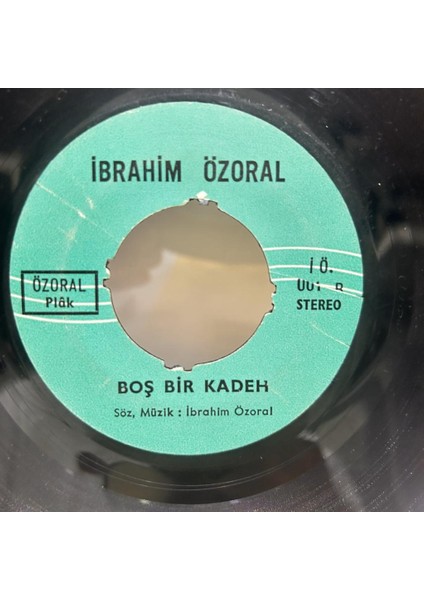 İBRAHİM ÖZORAL
ÖZORAL
Plâk
İ Ö.
STEREO
BOŞ BİR KADEH
Söz, Müzik : İbrahim Özoral